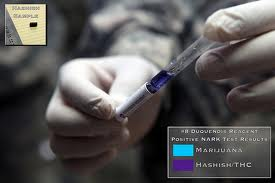 Hashish
Sample
#8 Duquenois Reagent
Positive NARK Test Results
Marijuana
Hashish/THC